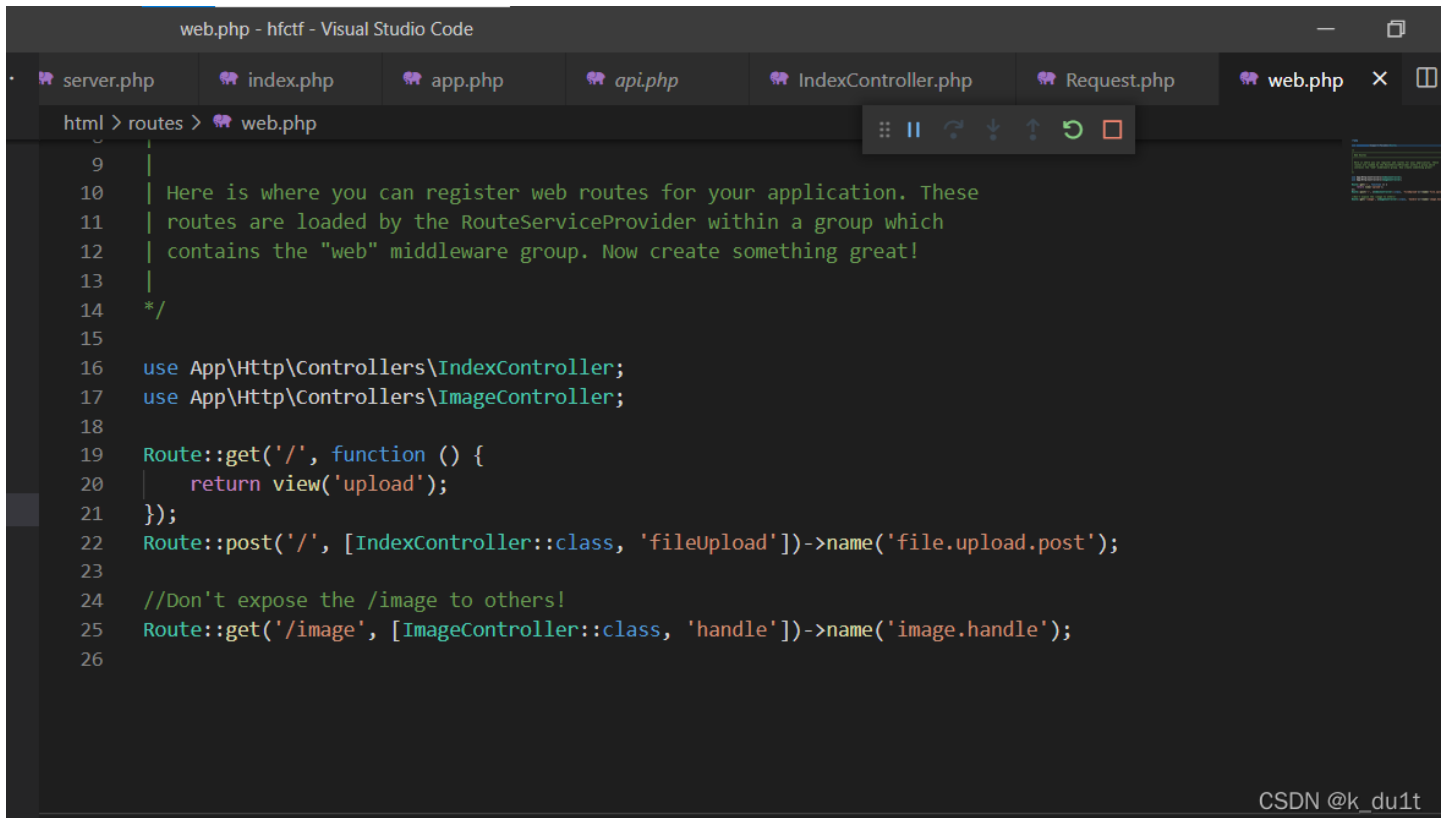 web.php - hfctf - Visual Studio Code
server.php index.php app.php api.php IndexController.php Request.php web.php
html > routes > web.php
9 |
10 | Here is where you can register web routes for your application. These
11 | routes are loaded by the RouteServiceProvider within a group which
12 | contains the "web" middleware group. Now create something great!
13 |
14 */
15
16 use App\Http\Controllers\IndexController;
17 use App\Http\Controllers\ImageController;
18
19 Route::get('/', function () {
20 return view('upload');
21 });
22 Route::post('/', [IndexController::class, 'fileUpload'])->name('file.upload.post');
23
24 //Don't expose the /image to others!
25 Route::get('/image', [ImageController::class, 'handle'])->name('image.handle');
26
CSDN @k_du1t